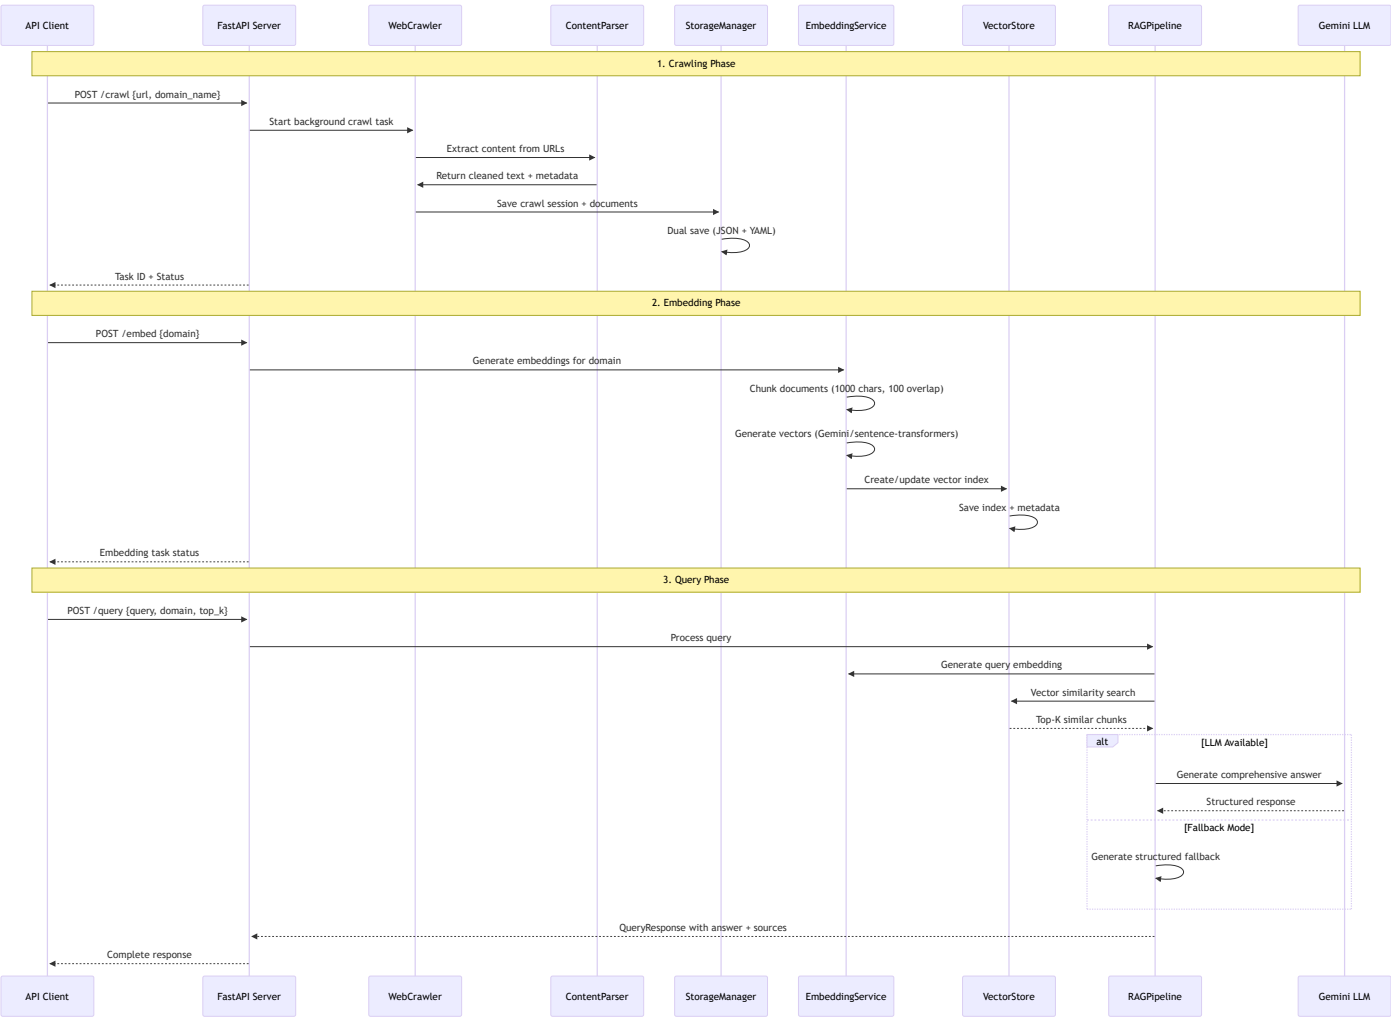 API Client
FastAPI Server
WebCrawler
ContentParser
StorageManager
EmbeddingService
VectorStore
RAGPipeline
Gemini LLM
1. Crawling Phase
POST /crawl {url, domain_name}
Start background crawl task
Extract content from URLs
Return cleaned text + metadata
Save crawl session + documents
Dual save (JSON + YAML)
Task ID + Status
2. Embedding Phase
POST /embed {domain}
Generate embeddings for domain
Chunk documents (1000 chars, 100 overlap)
Generate vectors (Gemini/sentence-transformers)
Create/update vector index
Save index + metadata
Embedding task status
3. Query Phase
POST /query {query, domain, top_k}
Process query
Generate query embedding
Vector similarity search
Top-K similar chunks
alt
[LLM Available]
Generate comprehensive answer
Structured response
[Fallback Mode]
Generate structured fallback
QueryResponse with answer + sources
Complete response
API Client
FastAPI Server
WebCrawler
ContentParser
StorageManager
EmbeddingService
VectorStore
RAGPipeline
Gemini LLM